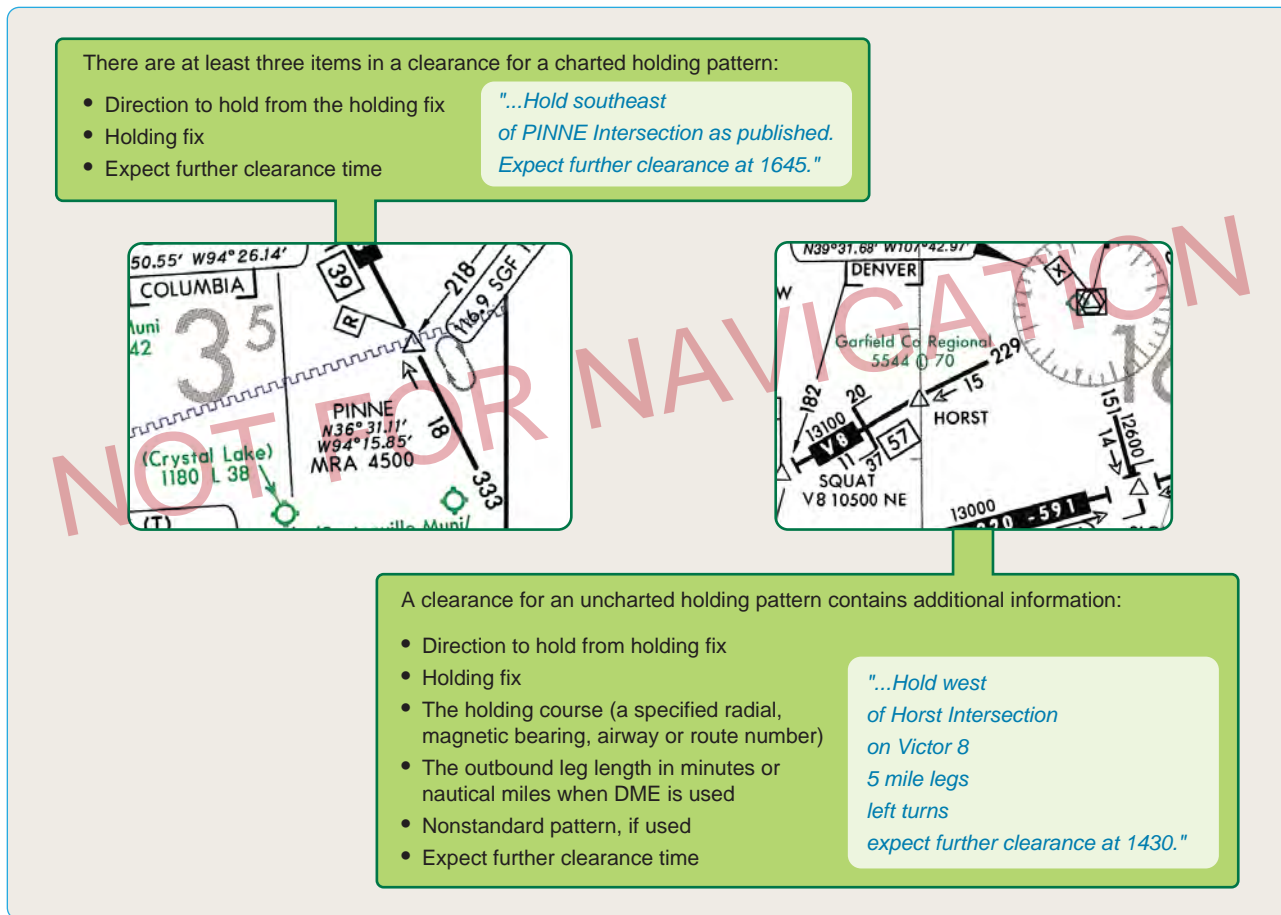 There are at least three items in a clearance for a charted holding pattern:
• Direction to hold from the holding fix
• Holding fix
• Expect further clearance time
"...Hold southeast
of PINNE Intersection as published.
Expect further clearance at 1645."
50.55' W94°26.14'
COLUMBIA
39
R
218
116.9 SGF
35
42
PINNE
N36°31.11'
W94°15.85'
MRA 4500
18
333
(Crystal Lake)
1180 L 38
(T)
N39°31.68' W107°42.97'
DENVER
W
X
Garfield Co Regional
5544 L 70
229
15
HORST
182
13100
20
V8
57
11
37
SQUAT
V8 10500 NE
151
12600
14
13000
-591
NOT FOR NAVIGATION
A clearance for an uncharted holding pattern contains additional information:
• Direction to hold from holding fix
• Holding fix
• The holding course (a specified radial,
magnetic bearing, airway or route number)
• The outbound leg length in minutes or
nautical miles when DME is used
• Nonstandard pattern, if used
• Expect further clearance time
"...Hold west
of Horst Intersection
on Victor 8
5 mile legs
left turns
expect further clearance at 1430."